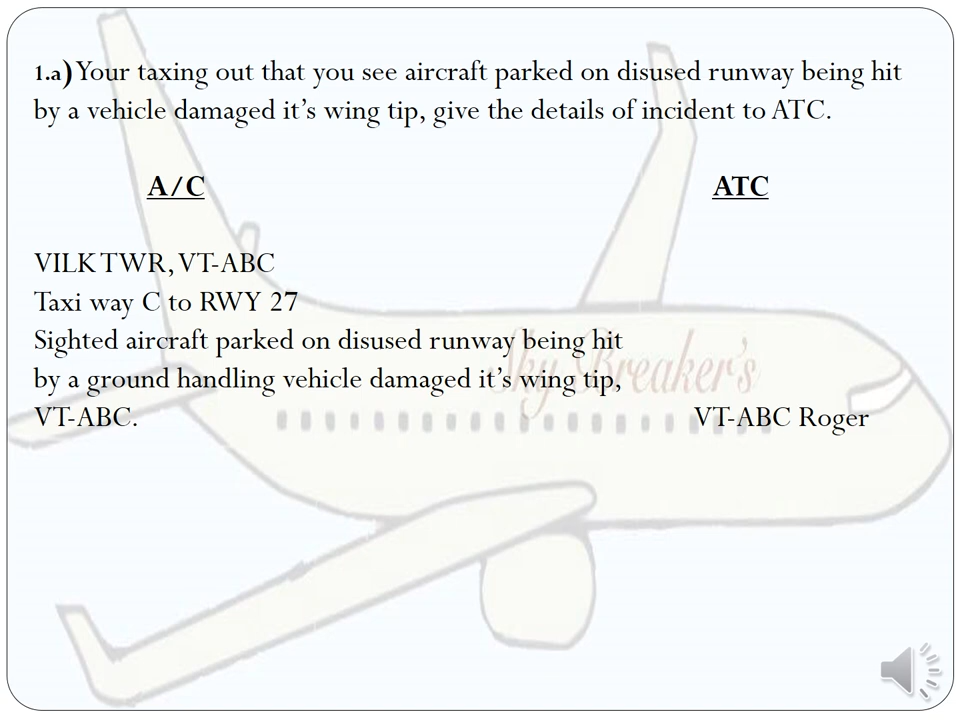 1.a) Your taxing out that you see aircraft parked on disused runway being hit
by a vehicle damaged it's wing tip, give the details of incident to ATC.
A/C ATC
VILK TWR, VT-ABC
Taxi way C to RWY 27
Sighted aircraft parked on disused runway being hit
Sky Breaker's
by a ground handling vehicle damaged it's wing tip,
VT-ABC. VT-ABC Roger